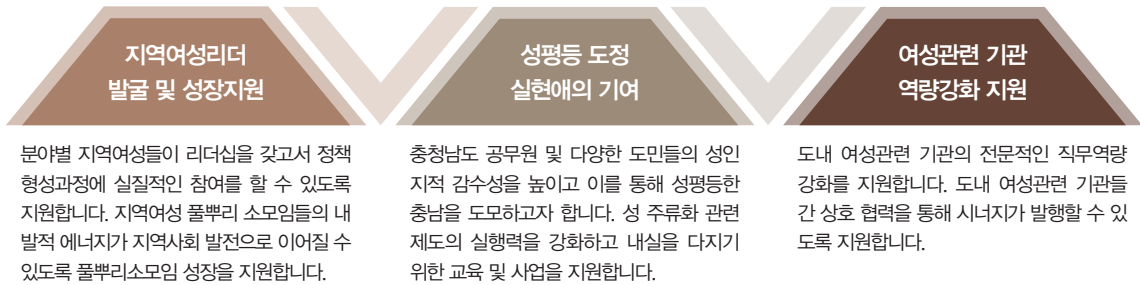 지역여성리더
발굴 및 성장지원
분야별 지역여성들이 리더십을 갖고서 정책
형성과정에 실질적인 참여를 할 수 있도록
지원합니다. 지역여성 풀뿌리 소모임들의 내
발적 에너지가 지역사회 발전으로 이어질 수
있도록 풀뿌리소모임 성장을 지원합니다.
성평등 도정
실현애의 기여
충청남도 공무원 및 다양한 도민들의 성인
지적 감수성을 높이고 이를 통해 성평등한
충남을 도모하고자 합니다. 성 주류화 관련
제도의 실행력을 강화하고 내실을 다지기
위한 교육 및 사업을 지원합니다.
여성관련 기관
역량강화 지원
도내 여성관련 기관의 전문적인 직무역량
강화를 지원합니다. 도내 여성관련 기관들
간 상호 협력을 통해 시너지가 발행할 수 있
도록 지원합니다.